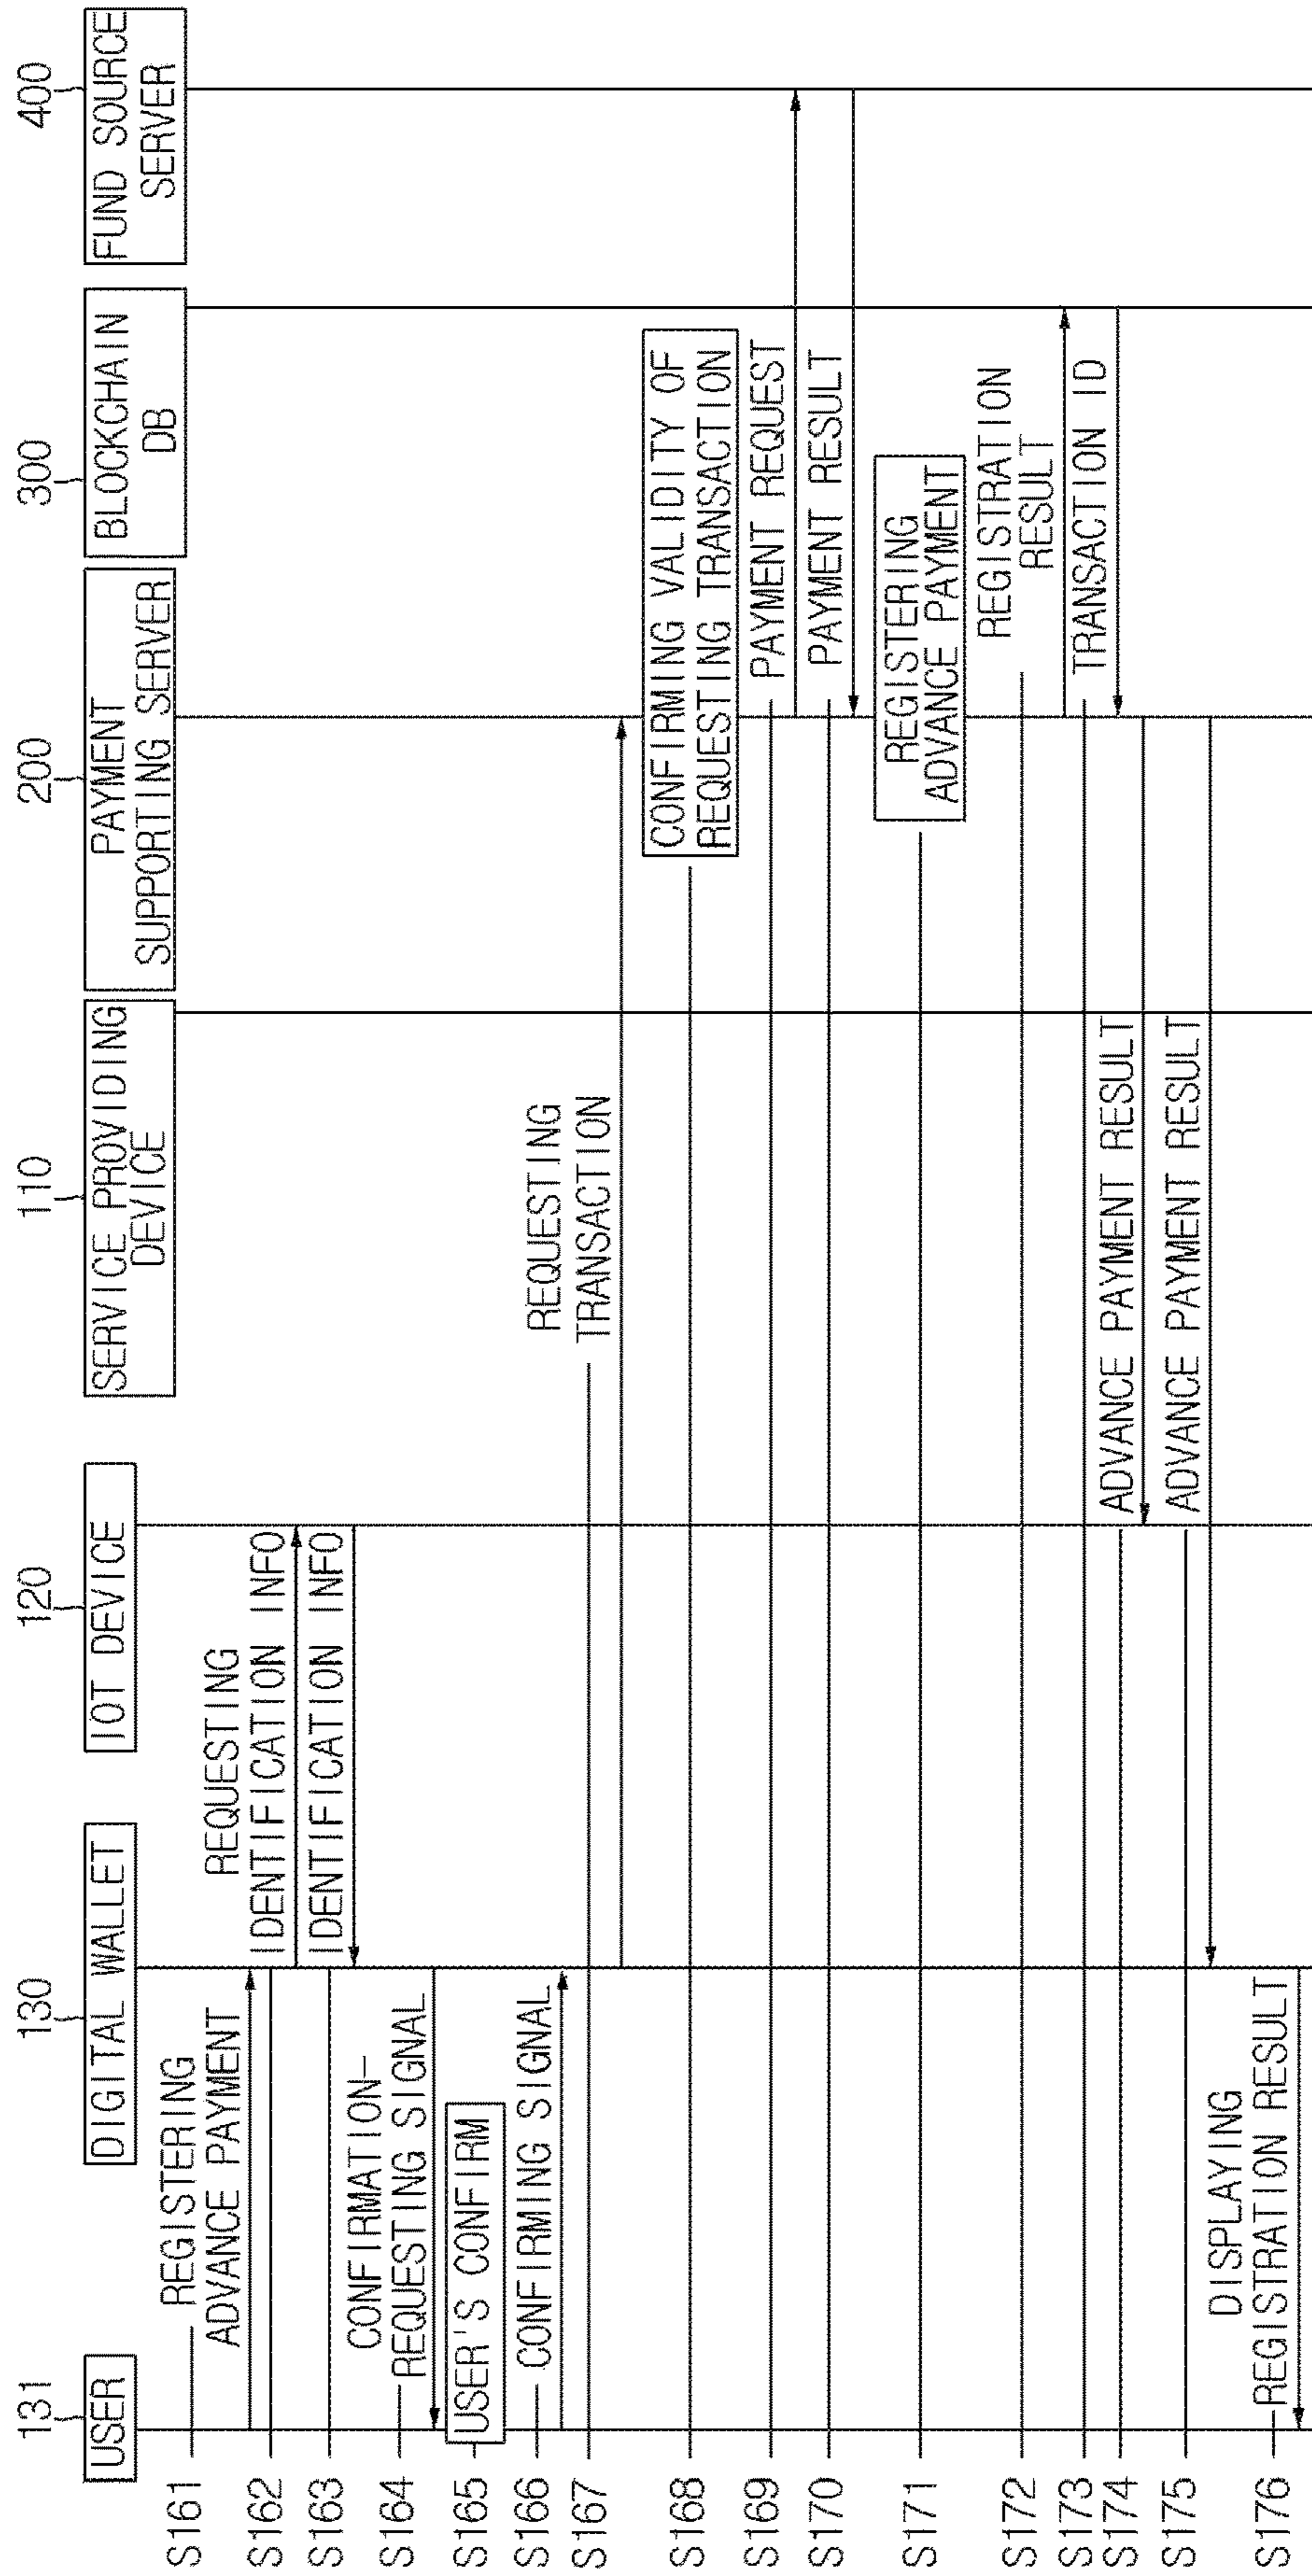 131
USER
130
DIGITAL WALLET
120
IOT DEVICE
110
SERVICE PROVIDING
DEVICE
200
PAYMENT
SUPPORTING SERVER
300
BLOCKCHAIN
DB
400
FUND SOURCE
SERVER
S161
REGISTERING
ADVANCE PAYMENT
S162
REQUESTING
IDENTIFICATION INFO
S163
IDENTIFICATION INFO
S164
CONFIRMATION-
REQUESTING SIGNAL
S165
USER'S CONFIRM
S166
CONFIRMING SIGNAL
S167
REQUESTING
TRANSACTION
S168
CONFIRMING VALIDITY OF
REQUESTING TRANSACTION
S169
PAYMENT REQUEST
S170
PAYMENT RESULT
S171
REGISTERING
ADVANCE PAYMENT
S172
REGISTRATION
RESULT
S173
TRANSACTION ID
S174
ADVANCE PAYMENT RESULT
S175
ADVANCE PAYMENT RESULT
S176
DISPLAYING
REGISTRATION RESULT